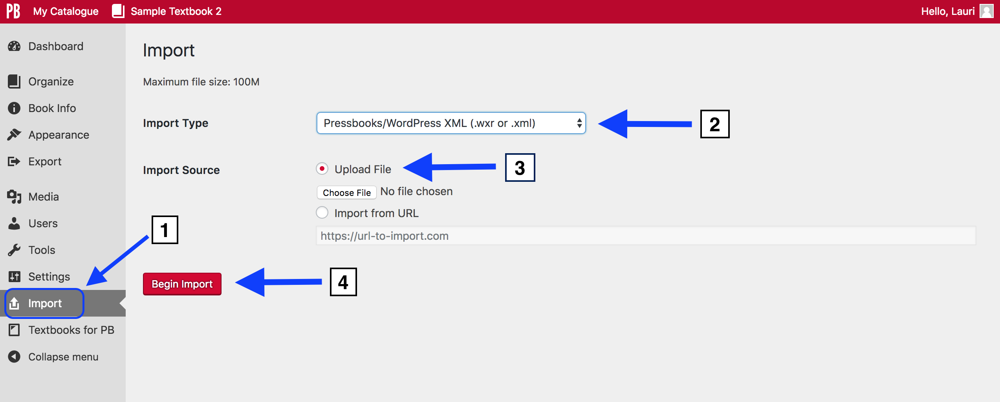 PB My Catalogue Sample Textbook 2 Hello, Lauri
Dashboard
Organize
Book Info
Appearance
Export
Media
Users
Tools
Settings
Import
Textbooks for PB
Collapse menu
Import
Maximum file size: 100M
Import Type Pressbooks/WordPress XML (.wxr or .xml) 2
Import Source Upload File 3
Choose File No file chosen
Import from URL
https://url-to-import.com
1
Begin Import 4